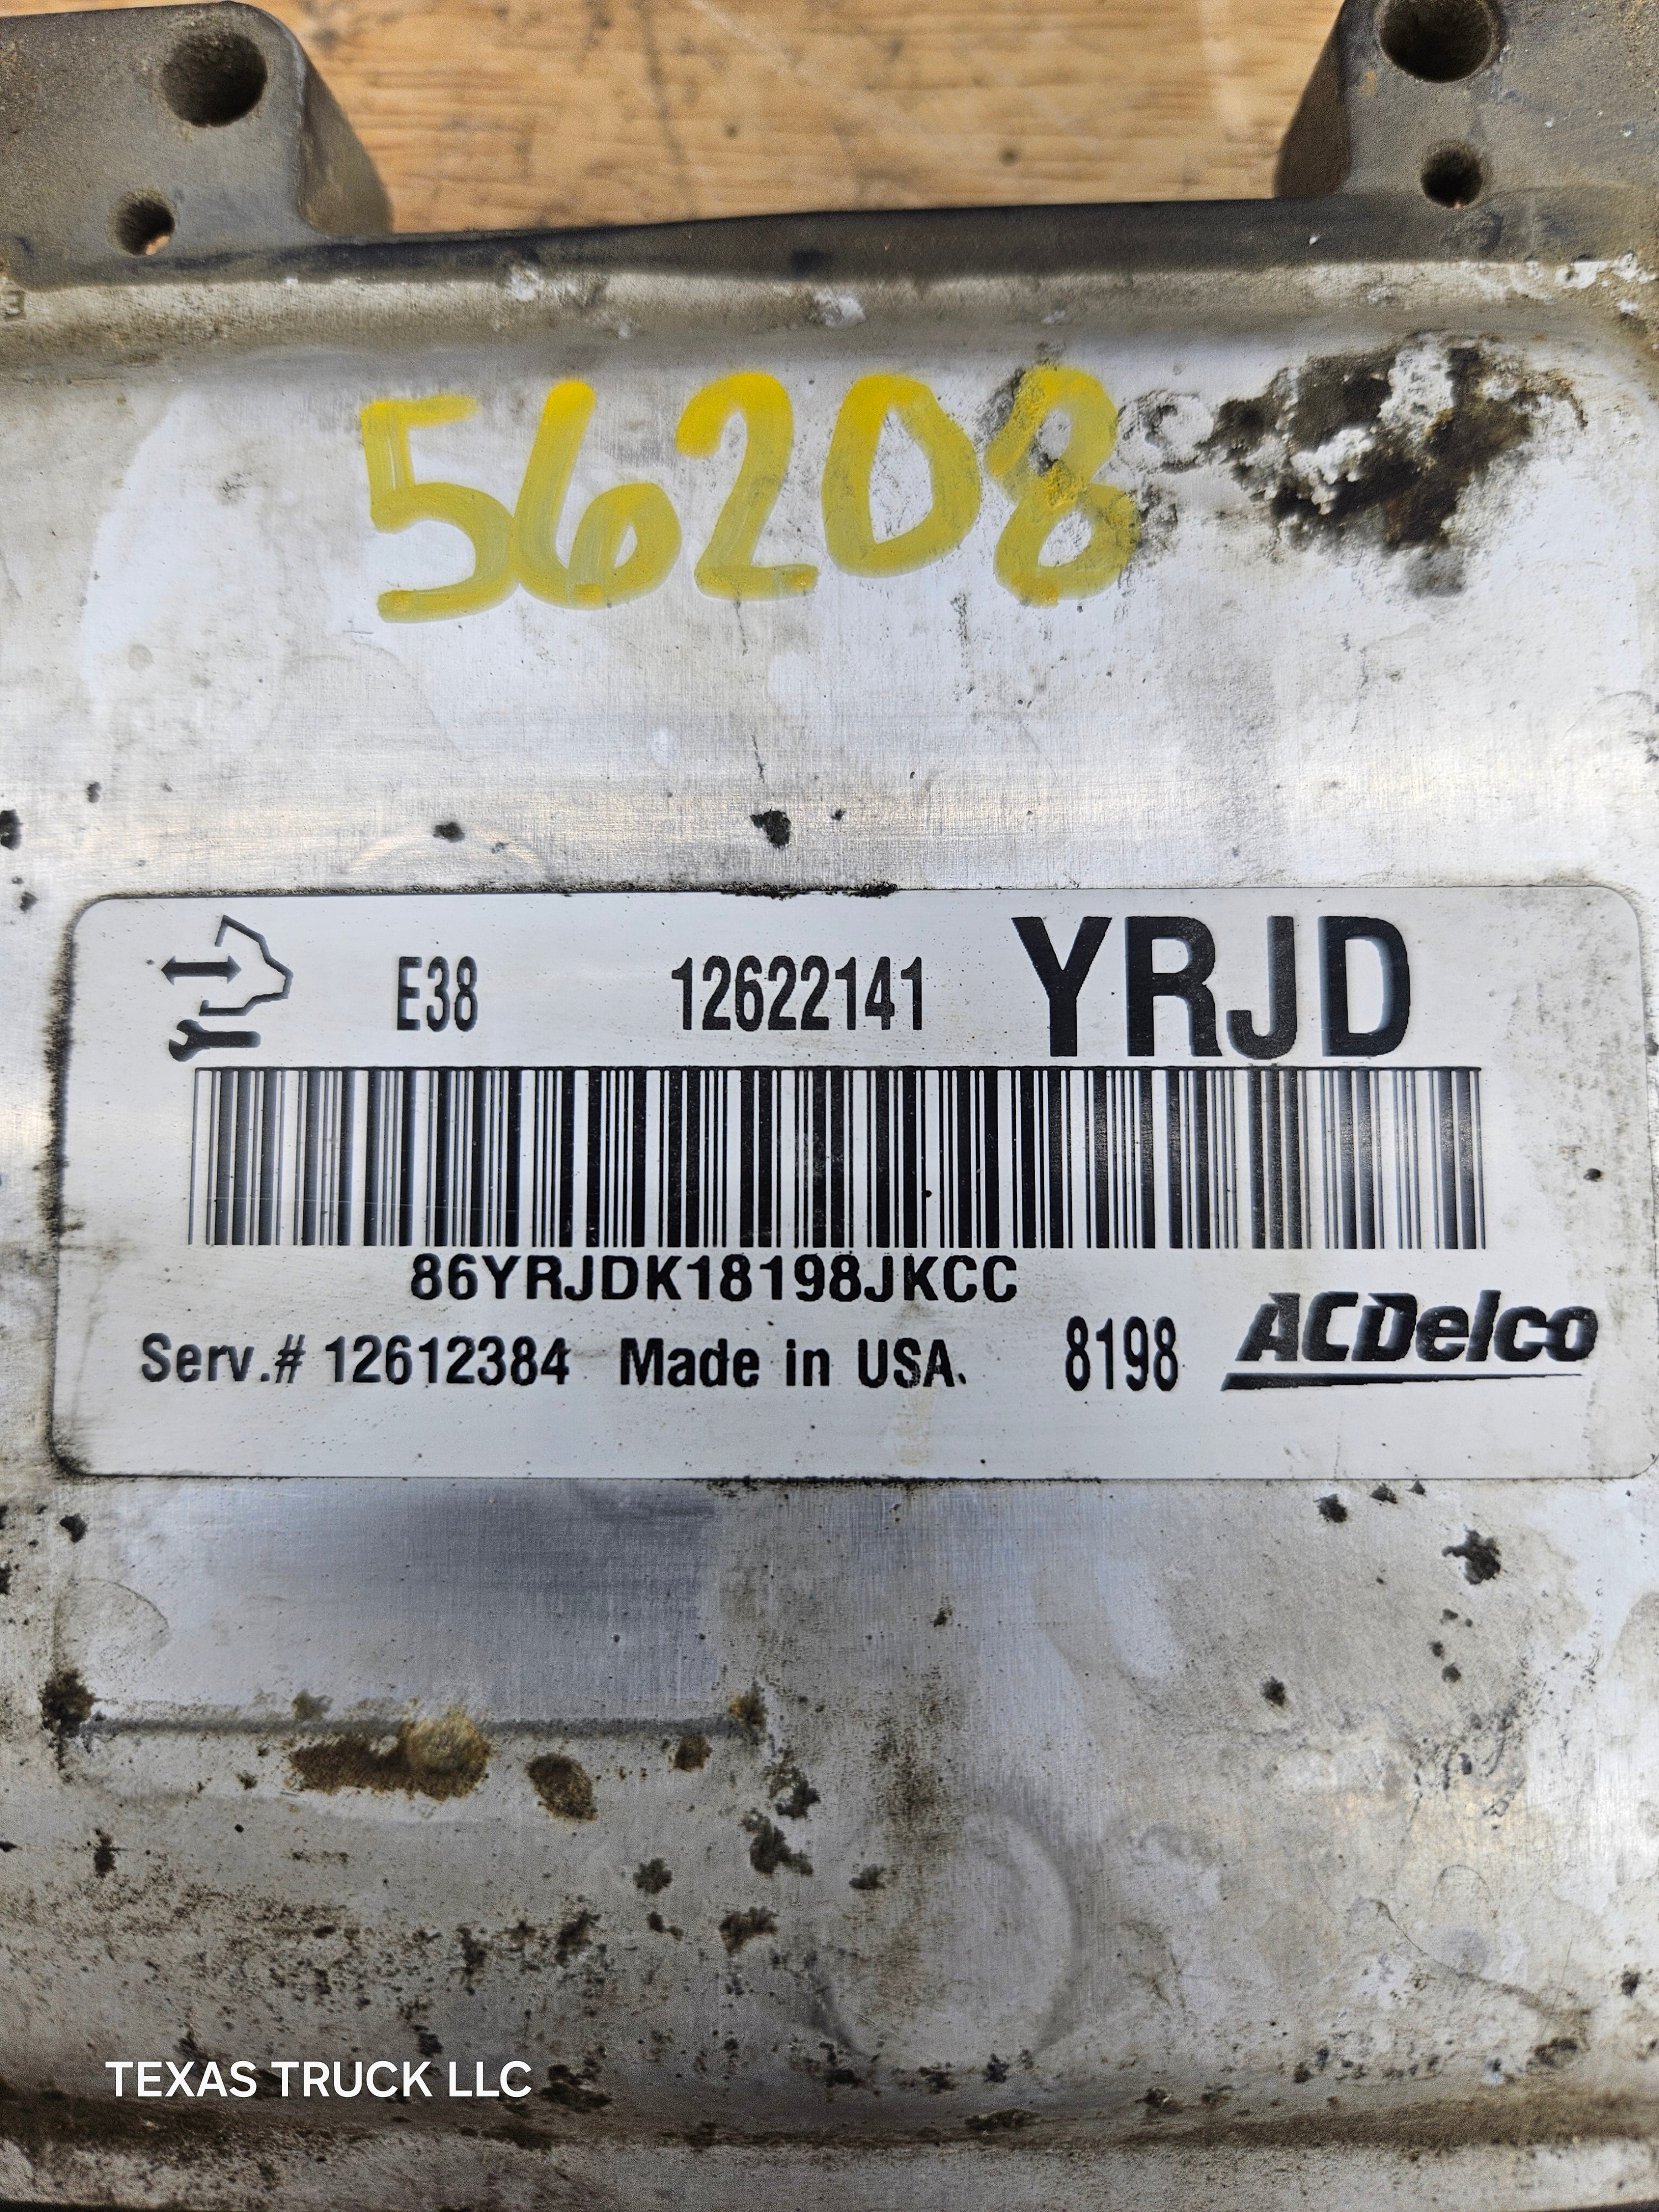 56208
E38 12622141 YRJD
86YRJDK18198JKCC
Serv.# 12612384 Made in USA. 8198 ACDelco
TEXAS TRUCK LLC